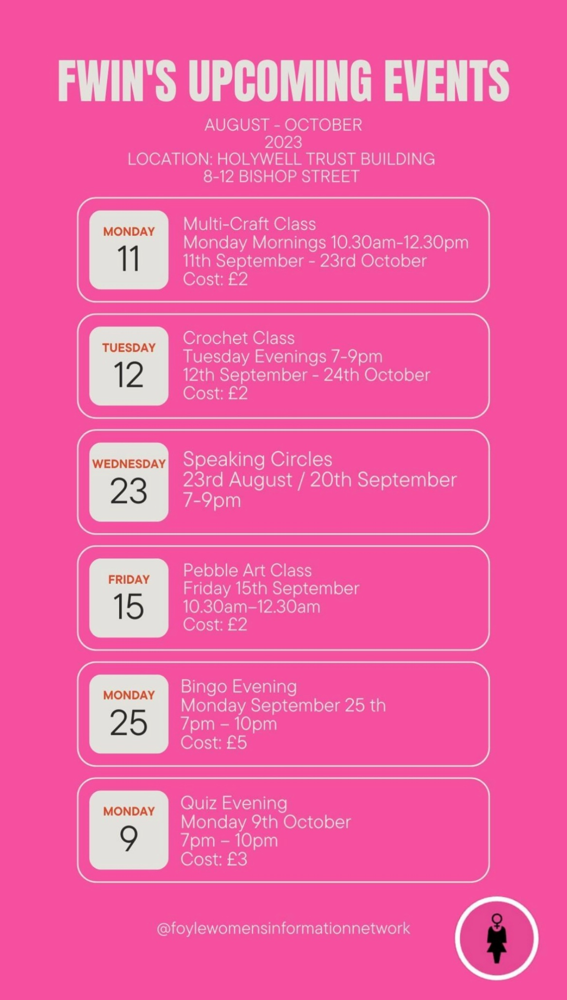 FWIN'S UPCOMING EVENTS
AUGUST - OCTOBER
2023
LOCATION: HOLYWELL TRUST BUILDING
8-12 BISHOP STREET
MONDAY
11
Multi-Craft Class
Monday Mornings 10.30am-12.30pm
11th September - 23rd October
Cost: £2
TUESDAY
12
Crochet Class
Tuesday Evenings 7-9pm
12th September - 24th October
Cost: £2
WEDNESDAY
23
Speaking Circles
23rd August / 20th September
7-9pm
FRIDAY
15
Pebble Art Class
Friday 15th September
10.30am–12.30am
Cost: £2
MONDAY
25
Bingo Evening
Monday September 25 th
7pm – 10pm
Cost: £5
MONDAY
9
Quiz Evening
Monday 9th October
7pm – 10pm
Cost: £3
@foylewomensinformationnetwork